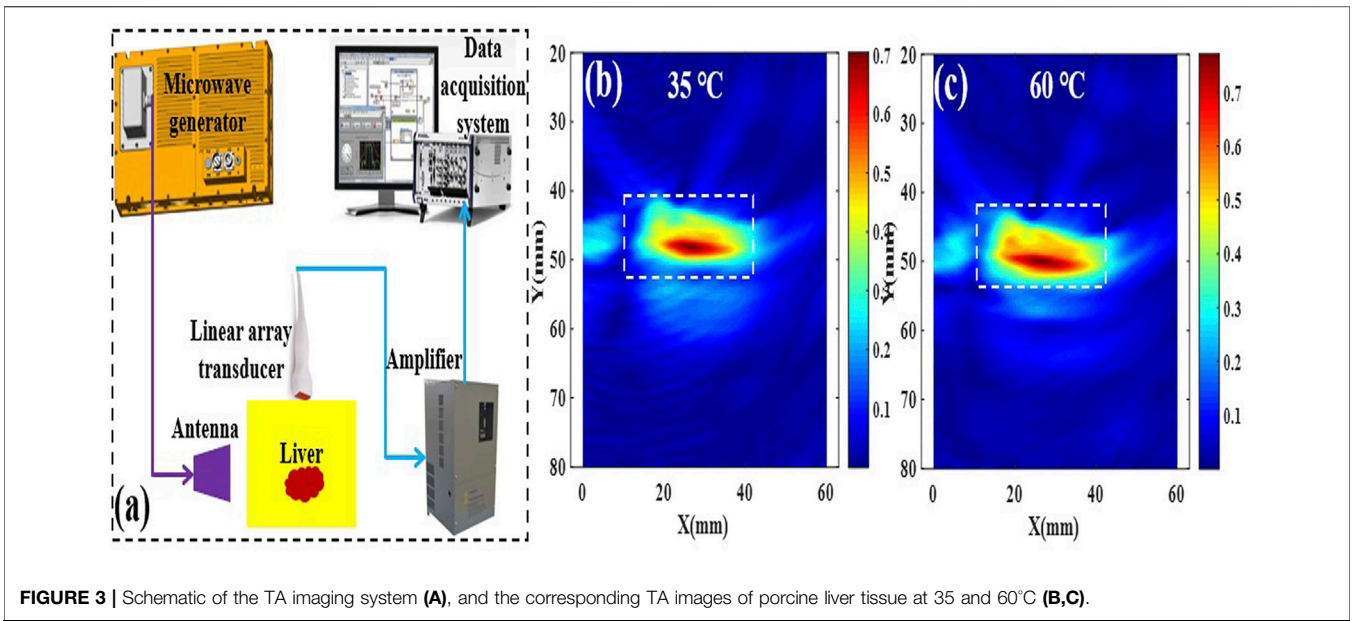 Microwave
generator
Data
acquisition
system
Linear array
transducer
Amplifier
Antenna
Liver
(a)
(b)
35 °C
20
30
40
50
60
70
80
Y(mm)
0
20
40
60
X(mm)
0.7
0.6
0.5
0.4
0.3
0.2
0.1
(c)
60 °C
20
30
40
50
60
70
80
Y(mm)
0
20
40
60
X(mm)
0.7
0.6
0.5
0.4
0.3
0.2
0.1
FIGURE 3 | Schematic of the TA imaging system (A), and the corresponding TA images of porcine liver tissue at 35 and 60°C (B,C).